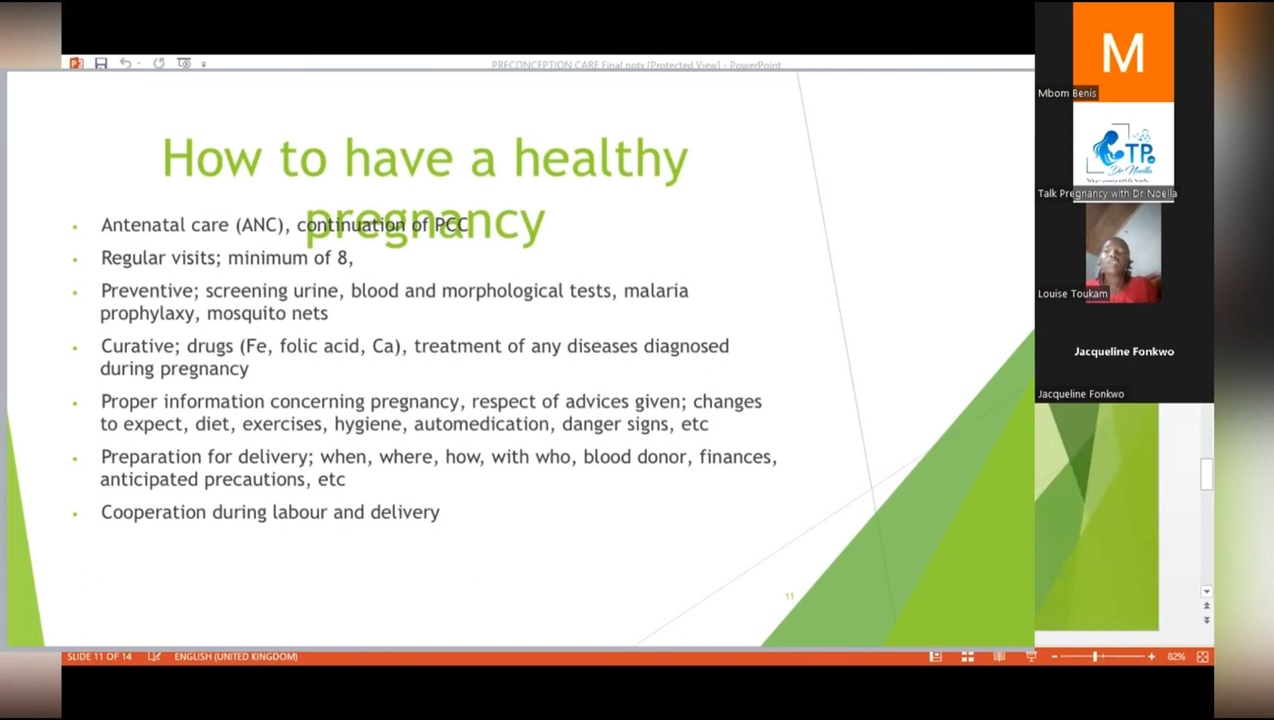 PRECONCEPTION CARE Final.pptx [Protected View] - PowerPoint
How to have a healthy
pregnancy
• Antenatal care (ANC), continuation of PCC
• Regular visits; minimum of 8,
• Preventive; screening urine, blood and morphological tests, malaria
prophylaxy, mosquito nets
• Curative; drugs (Fe, folic acid, Ca), treatment of any diseases diagnosed
during pregnancy
• Proper information concerning pregnancy, respect of advices given; changes
to expect, diet, exercises, hygiene, automedication, danger signs, etc
• Preparation for delivery; when, where, how, with who, blood donor, finances,
anticipated precautions, etc
• Cooperation during labour and delivery
11
SLIDE 11 OF 14
ENGLISH (UNITED KINGDOM)
82%
M
Mbom Benis
TP
Dr Noella
Talk Pregnancy with Dr Noella
Louise Toukam
Jacqueline Fonkwo
Jacqueline Fonkwo